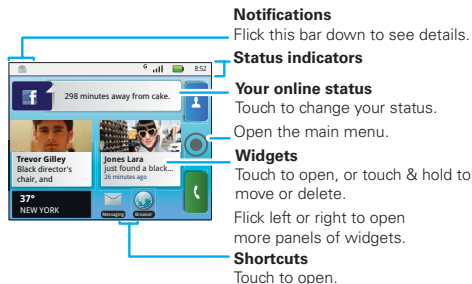 Notifications
Flick this bar down to see details.
Status indicators
G
8:52
f
298 minutes away from cake.
Your online status
Touch to change your status.
Open the main menu.
Trevor Gilley
Black director's
chair, and
Jones Lara
just found a black...
26 minutes ago
Widgets
Touch to open, or touch & hold to
move or delete.
Flick left or right to open
more panels of widgets.
37°
NEW YORK
Messaging
Browser
Shortcuts
Touch to open.